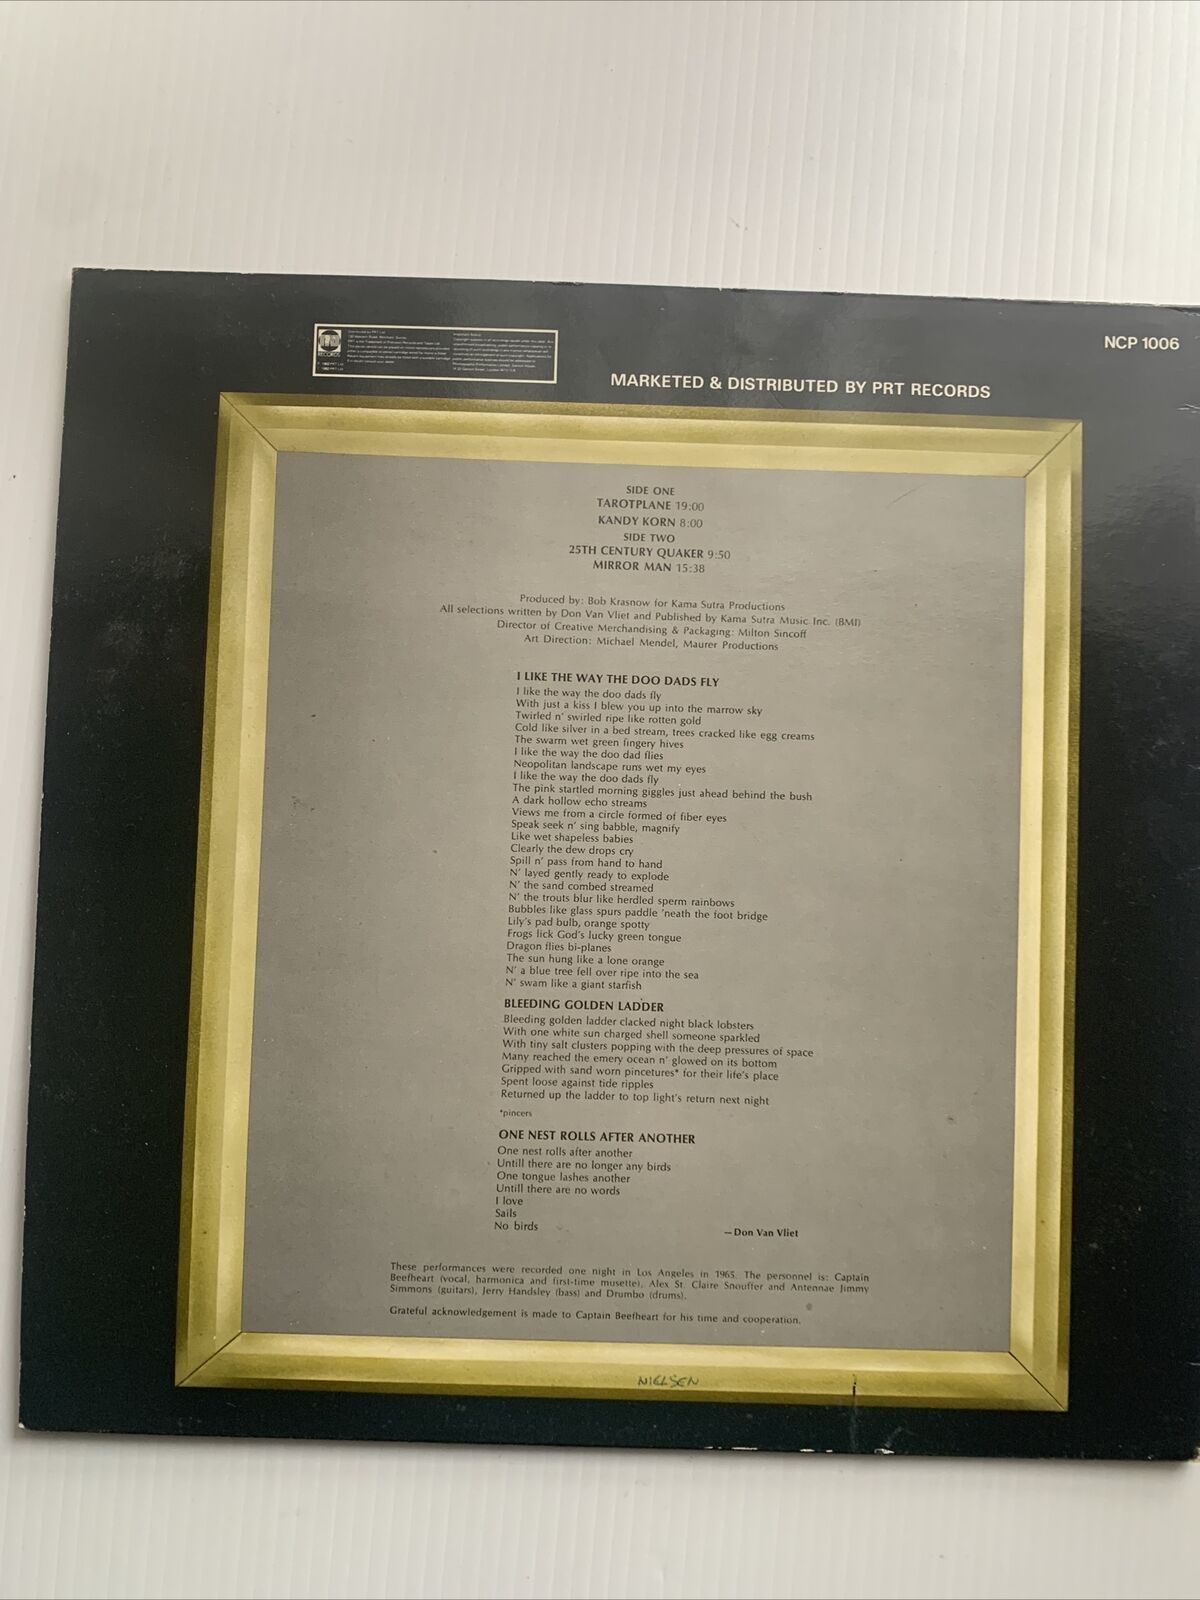 RECORDS
NCP 1006
MARKETED & DISTRIBUTED BY PRT RECORDS
SIDE ONE
TAROTPLANE 19:00
KANDY KORN 8:00
SIDE TWO
25TH CENTURY QUAKER 9:50
MIRROR MAN 15:38
Produced by: Bob Krasnow for Kama Sutra Productions
All selections written by Don Van Vliet and Published by Kama Sutra Music Inc. (BMI)
Director of Creative Merchandising & Packaging: Milton Sincoff
Art Direction: Michael Mendel, Maurer Productions
I LIKE THE WAY THE DOO DADS FLY
I like the way the doo dads fly
With just a kiss I blew you up into the marrow sky
Twirled n' swirled ripe like rotten gold
Cold like silver in a bed stream, trees cracked like egg creams
The swarm wet green fingery hives
I like the way the doo dad flies
Neopolitan landscape runs wet my eyes
I like the way the doo dads fly
The pink startled morning giggles just ahead behind the bush
A dark hollow echo streams
Views me from a circle formed of fiber eyes
Speak seek n' sing babble, magnify
Like wet shapeless babies
Clearly the dew drops cry
Spill n' pass from hand to hand
N' layed gently ready to explode
N' the sand combed streamed
N' the trouts blur like herdled sperm rainbows
Bubbles like glass spurs paddle 'neath the foot bridge
Lily's pad bulb, orange spotty
Frogs lick God's lucky green tongue
Dragon flies bi-planes
The sun hung like a lone orange
N' a blue tree fell over ripe into the sea
N' swam like a giant starfish
BLEEDING GOLDEN LADDER
Bleeding golden ladder clacked night black lobsters
With one white sun charged shell someone sparkled
With tiny salt clusters popping with the deep pressures of space
Many reached the emery ocean n' glowed on its bottom
Gripped with sand worn pincetures* for their life's place
Spent loose against tide ripples
Returned up the ladder to top light's return next night
*pincers
ONE NEST ROLLS AFTER ANOTHER
One nest rolls after another
Untill there are no longer any birds
One tongue lashes another
Untill there are no words
I love
Sails
No birds
—Don Van Vliet
These performances were recorded one night in Los Angeles in 1965. The personnel is: Captain
Beefheart (vocal, harmonica and first-time musette), Alex St. Claire Snouffer and Antennae Jimmy
Simmons (guitars), Jerry Handsley (bass) and Drumbo (drums).
Grateful acknowledgement is made to Captain Beefheart for his time and cooperation.
NIELSEN